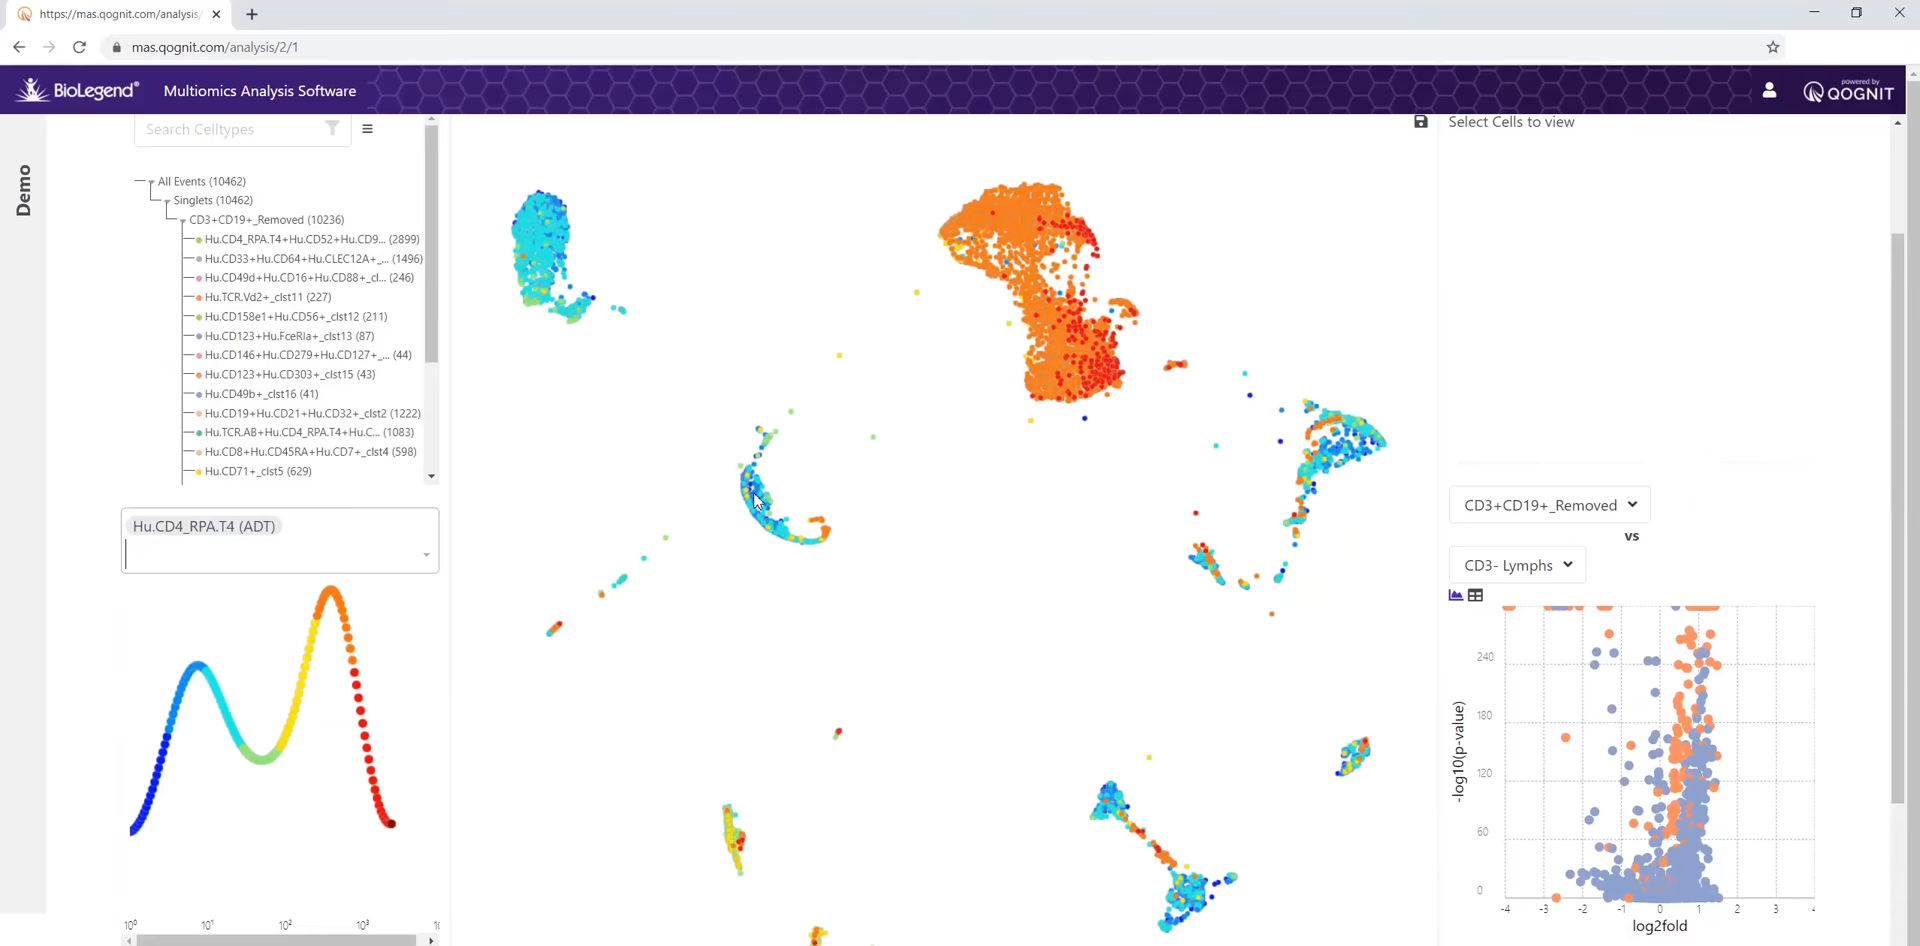 https://mas.qognit.com/analysis/
mas.qognit.com/analysis/2/1
BioLegend®
Multiomics Analysis Software
powered by
QOGNIT
Demo
Search Celltypes
All Events (10462)
Singlets (10462)
CD3+CD19+_Removed (10236)
Hu.CD4_RPA.T4+Hu.CD52+Hu.CD9... (2899)
Hu.CD33+Hu.CD64+Hu.CLEC12A+_... (1496)
Hu.CD49d+Hu.CD16+Hu.CD88+_cl... (246)
Hu.TCR.Vd2+_clst11 (227)
Hu.CD158e1+Hu.CD56+_clst12 (211)
Hu.CD123+Hu.FceRIa+_clst13 (87)
Hu.CD146+Hu.CD279+Hu.CD127+_... (44)
Hu.CD123+Hu.CD303+_clst15 (43)
Hu.CD49b+_clst16 (41)
Hu.CD19+Hu.CD21+Hu.CD32+_clst2 (1222)
Hu.TCR.AB+Hu.CD4_RPA.T4+Hu.C... (1083)
Hu.CD8+Hu.CD45RA+Hu.CD7+_clst4 (598)
Hu.CD71+_clst5 (629)
Hu.CD4_RPA.T4 (ADT)
10⁰ 10¹ 10² 10³ 10
Select Cells to view
CD3+CD19+_Removed
vs
CD3- Lymphs
-log10(p-value)
240
180
120
60
0
-4 -3 -2 -1 0 1 2 3
log2fold